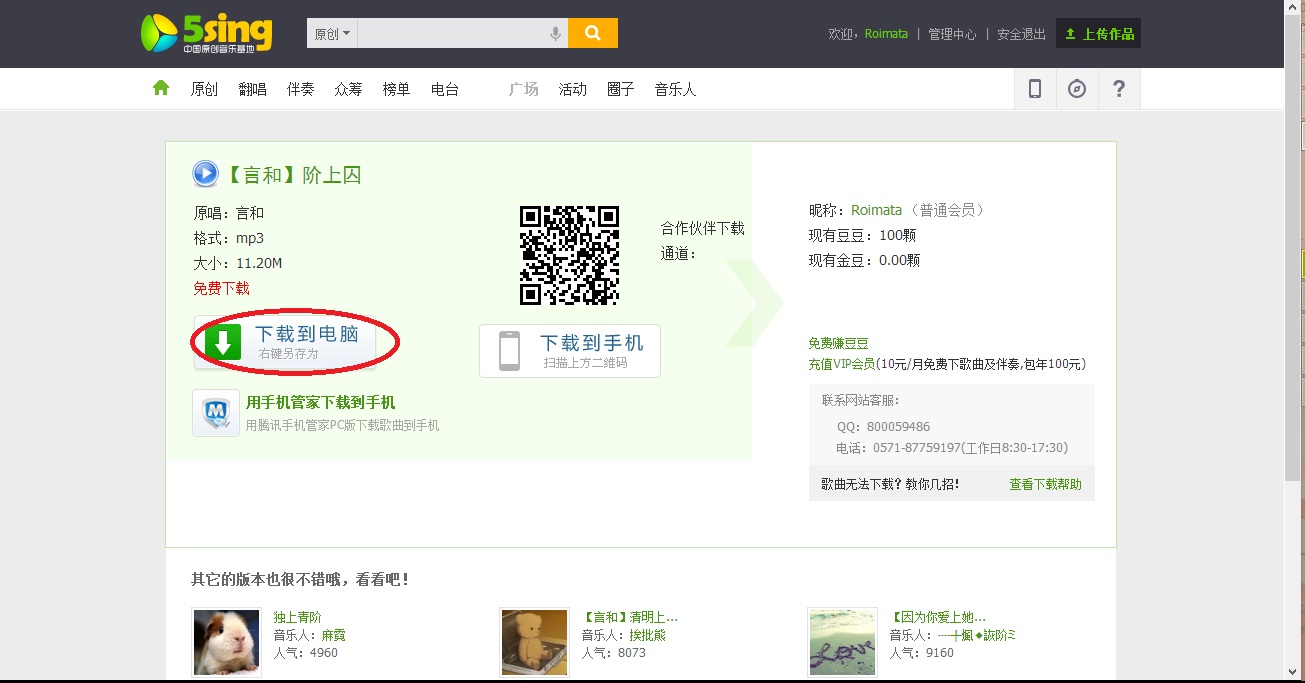 5sing
中国原创音乐基地
原创
欢迎，Roimata | 管理中心 | 安全退出
上传作品
原创 翻唱 伴奏 众筹 榜单 电台 广场 活动 圈子 音乐人
?
【言和】阶上囚
原唱：言和
格式：mp3
大小：11.20M
免费下载
下载到电脑
右键另存为
合作伙伴下载
通道：
下载到手机
扫描上方二维码
M
用手机管家下载到手机
用腾讯手机管家PC版下载歌曲到手机
昵称：Roimata（普通会员）
现有豆豆：100颗
现有金豆：0.00颗
免费赚豆豆
充值VIP会员(10元/月免费下歌曲及伴奏,包年100元)
联系网站客服：
QQ：800059486
电话：0571-87759197(工作日8:30-17:30)
歌曲无法下载？教你几招！ 查看下载帮助
其它的版本也很不错哦，看看吧！
独上青阶
音乐人：麻霓
人气：4960
【言和】清明上...
音乐人：挨批熊
人气：8073
Love
【因为你爱上她...
音乐人：
人气：9160